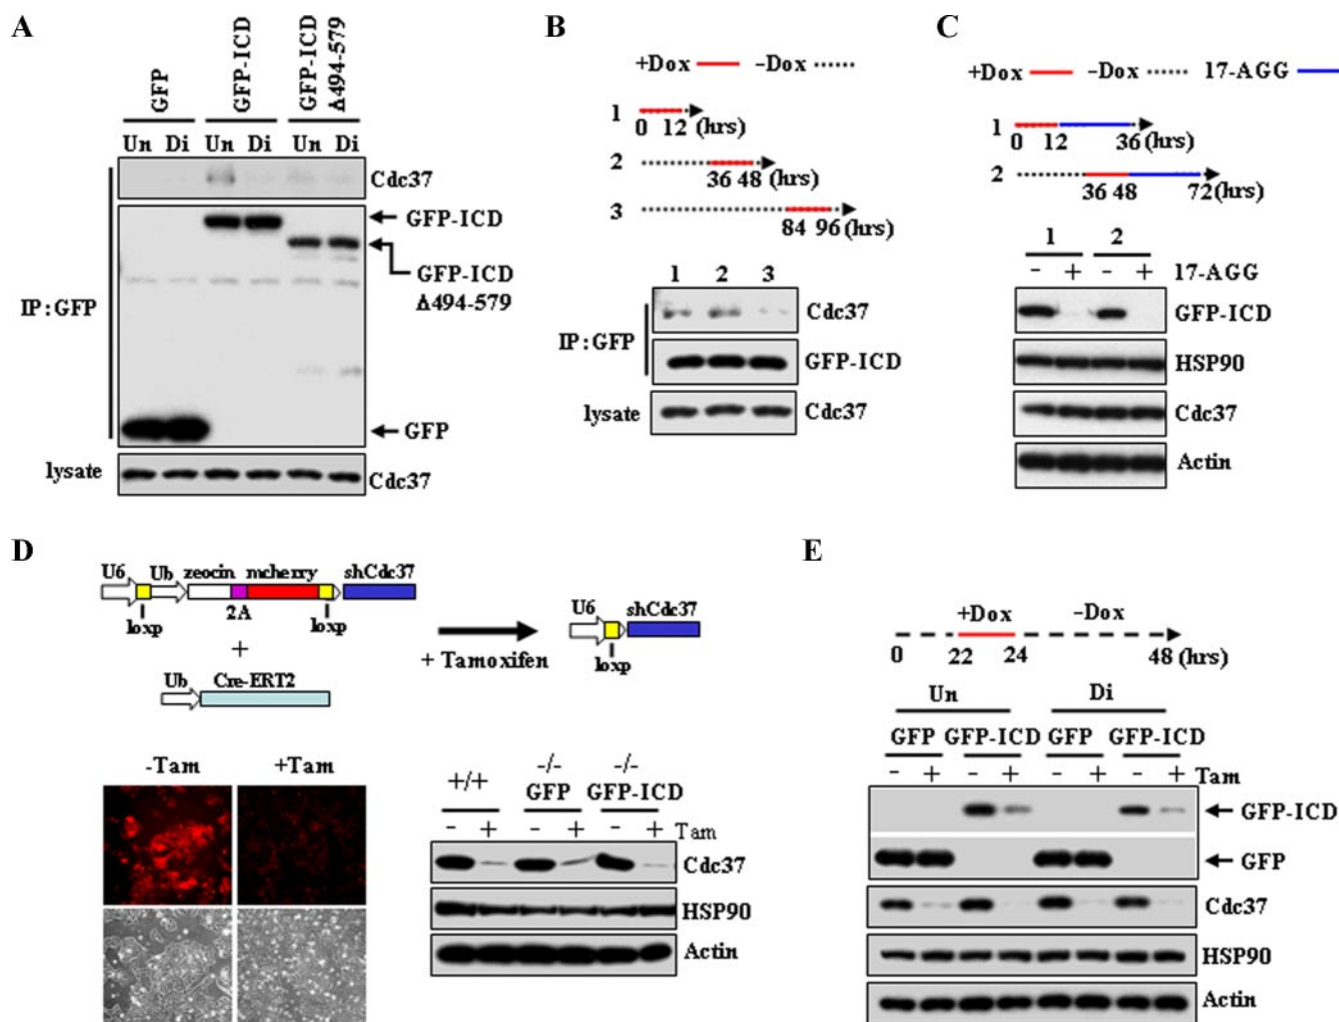 A
GFP
GFP-ICD
GFP-ICD
Δ494-579
Un Di Un Di Un Di
Cdc37
GFP-ICD
GFP-ICD
Δ494-579
IP:GFP
GFP
lysate
Cdc37
B
+Dox -Dox
1
0 12 (hrs)
2
36 48 (hrs)
3
84 96 (hrs)
1 2 3
Cdc37
IP:GFP
GFP-ICD
lysate
Cdc37
C
+Dox -Dox 17-AGG
1
0 12 36 (hrs)
2
36 48 72 (hrs)
1 2
- + - + 17-AGG
GFP-ICD
HSP90
Cdc37
Actin
D
U6 Ub zeocin mcherry shCdc37
loxp 2A loxp
+
Ub Cre-ERT2
+ Tamoxifen
U6 shCdc37
loxp
-Tam +Tam
+/+ -/- -/-
GFP GFP-ICD
- + - + - + Tam
Cdc37
HSP90
Actin
E
+Dox -Dox
0 22 24 48 (hrs)
Un Di
GFP GFP-ICD GFP GFP-ICD
- + - + - + - + Tam
GFP-ICD
GFP
Cdc37
HSP90
Actin